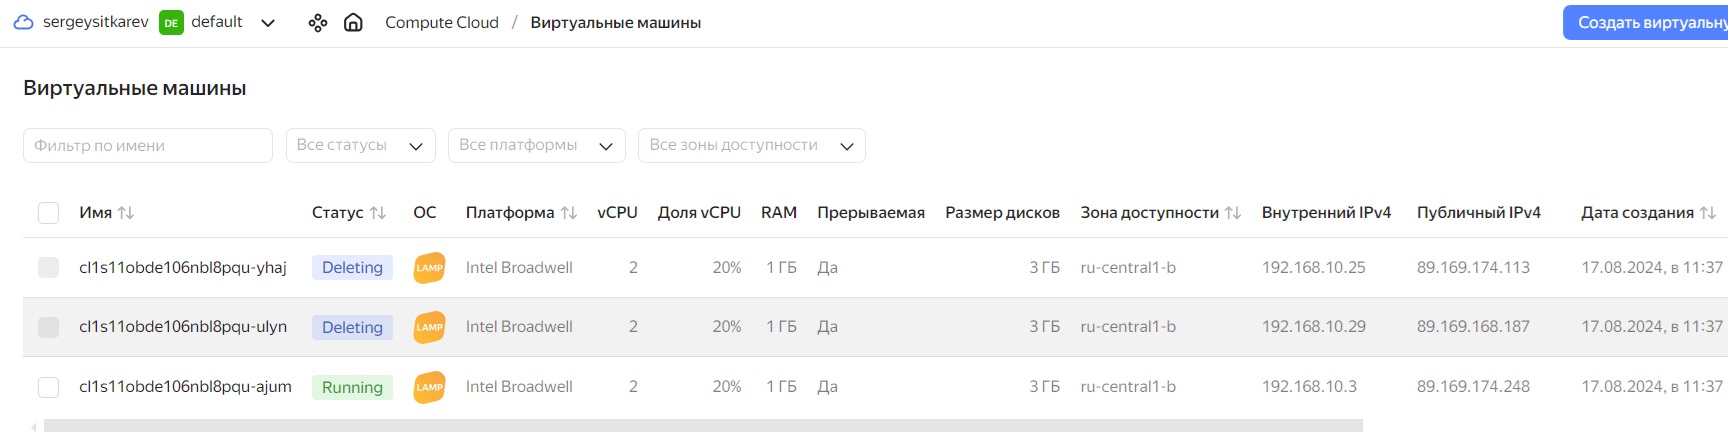 sergeysitkarev DE default Compute Cloud / Виртуальные машины Создать виртуальну
Виртуальные машины
Фильтр по имени Все статусы Все платформы Все зоны доступности
Имя Статус ОС Платформа vCPU Доля vCPU RAM Прерываемая Размер дисков Зона доступности Внутренний IPv4 Публичный IPv4 Дата создания
cl1s11obde106nbl8pqu-yhaj Deleting LAMP Intel Broadwell 2 20% 1 ГБ Да 3 ГБ ru-central1-b 192.168.10.25 89.169.174.113 17.08.2024, в 11:37
cl1s11obde106nbl8pqu-ulyn Deleting LAMP Intel Broadwell 2 20% 1 ГБ Да 3 ГБ ru-central1-b 192.168.10.29 89.169.168.187 17.08.2024, в 11:37
cl1s11obde106nbl8pqu-ajum Running LAMP Intel Broadwell 2 20% 1 ГБ Да 3 ГБ ru-central1-b 192.168.10.3 89.169.174.248 17.08.2024, в 11:37